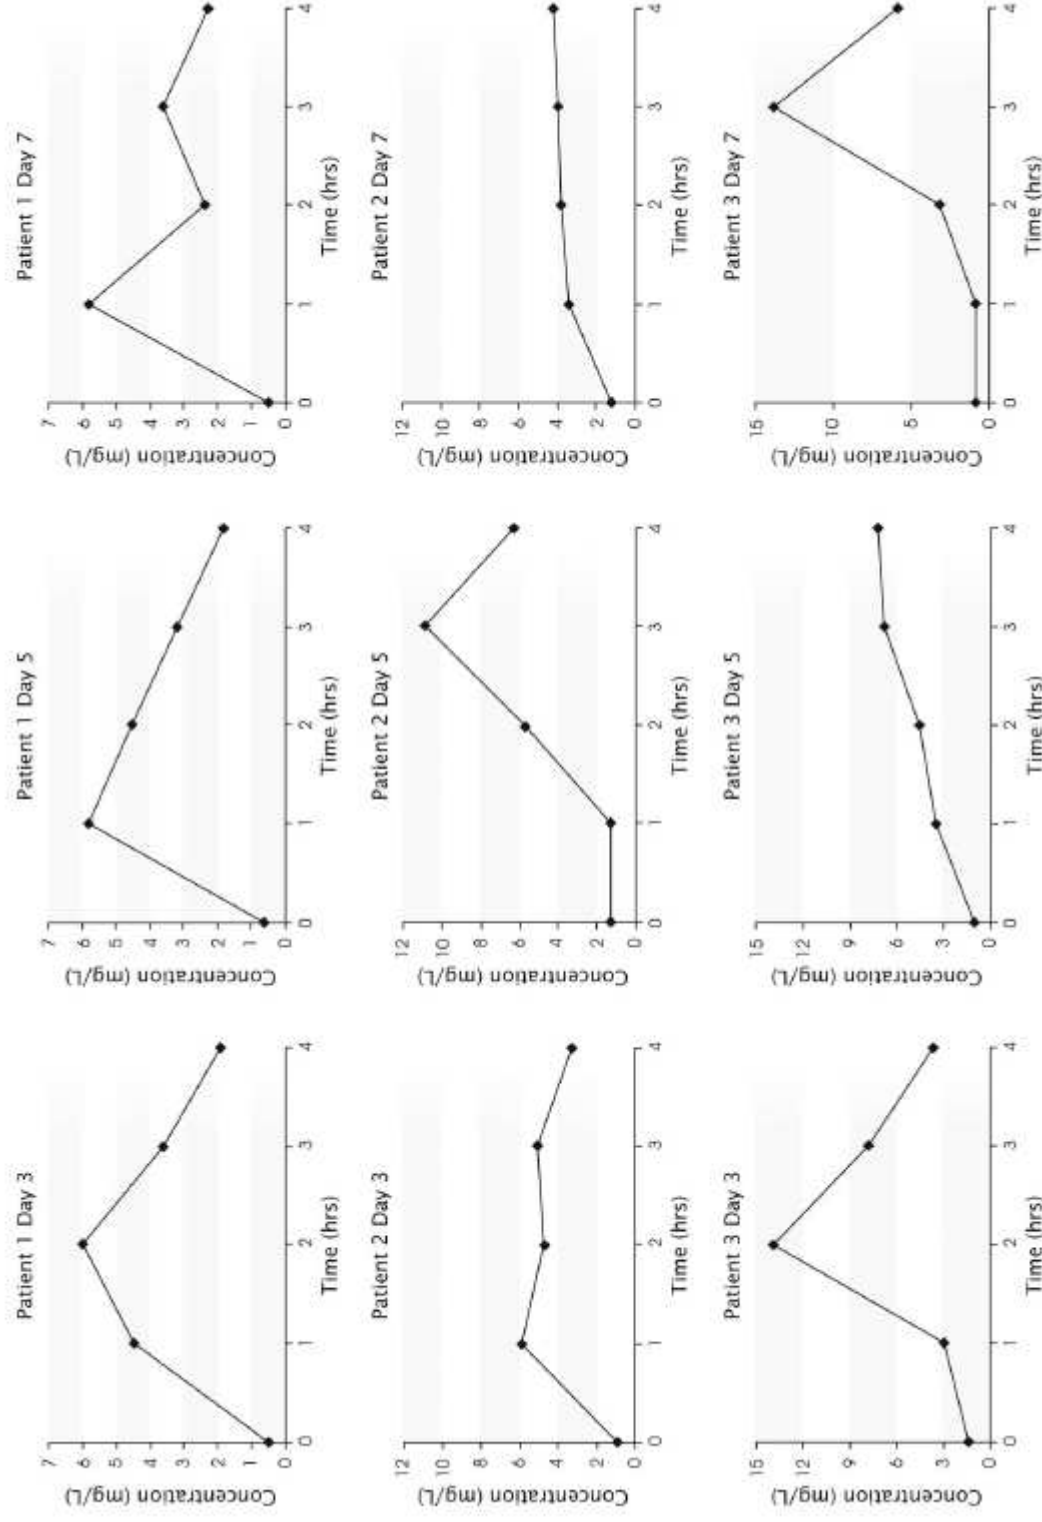 Patient 1 Day 3
Concentration (mg/L)
7
6
5
4
3
2
1
0
0 1 2 3 4
Time (hrs)
Patient 1 Day 5
Concentration (mg/L)
7
6
5
4
3
2
1
0
0 1 2 3 4
Time (hrs)
Patient 1 Day 7
Concentration (mg/L)
7
6
5
4
3
2
1
0
0 1 2 3 4
Time (hrs)
Patient 2 Day 3
Concentration (mg/L)
12
10
8
6
4
2
0
0 1 2 3 4
Time (hrs)
Patient 2 Day 5
Concentration (mg/L)
12
10
8
6
4
2
0
0 1 2 3 4
Time (hrs)
Patient 2 Day 7
Concentration (mg/L)
12
10
8
6
4
2
0
0 1 2 3 4
Time (hrs)
Patient 3 Day 3
Concentration (mg/L)
15
12
9
6
3
0
0 1 2 3 4
Time (hrs)
Patient 3 Day 5
Concentration (mg/L)
15
12
9
6
3
0
0 1 2 3 4
Time (hrs)
Patient 3 Day 7
Concentration (mg/L)
15
10
5
0
0 1 2 3 4
Time (hrs)